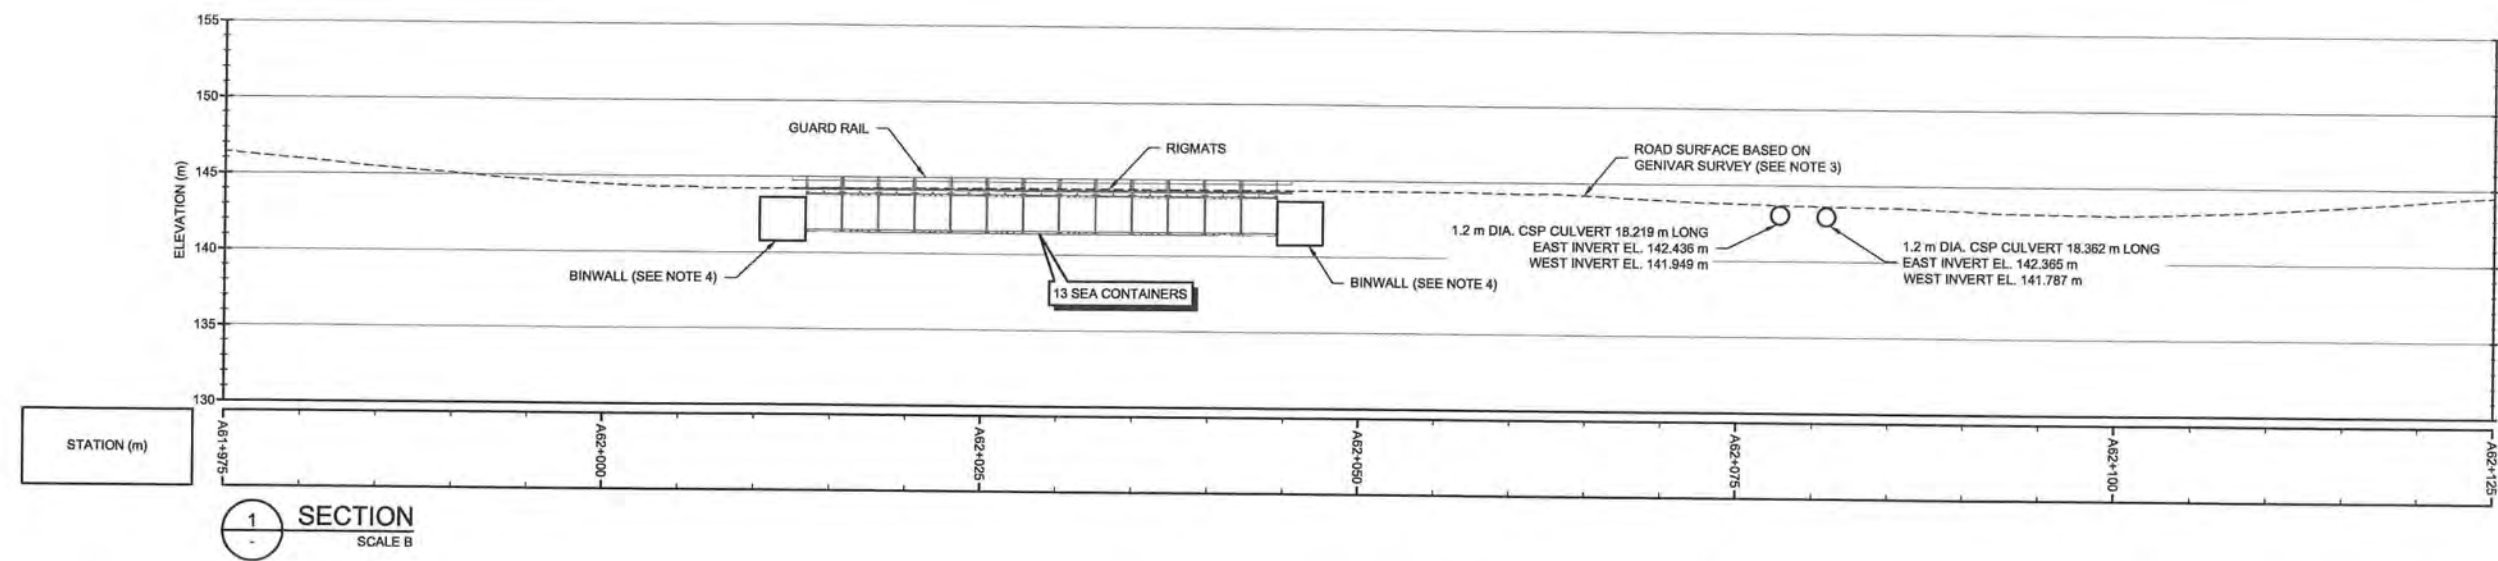 155
150
145
140
135
130
ELEVATION (m)
GUARD RAIL
RIGMATS
ROAD SURFACE BASED ON
GENIVAR SURVEY (SEE NOTE 3)
BINWALL (SEE NOTE 4)
13 SEA CONTAINERS
BINWALL (SEE NOTE 4)
1.2 m DIA. CSP CULVERT 18.219 m LONG
EAST INVERT EL. 142.436 m
WEST INVERT EL. 141.949 m
1.2 m DIA. CSP CULVERT 18.362 m LONG
EAST INVERT EL. 142.365 m
WEST INVERT EL. 141.787 m
STATION (m)
A61+975
A62+000
A62+025
A62+050
A62+075
A62+100
A62+125
1
-
SECTION
SCALE B